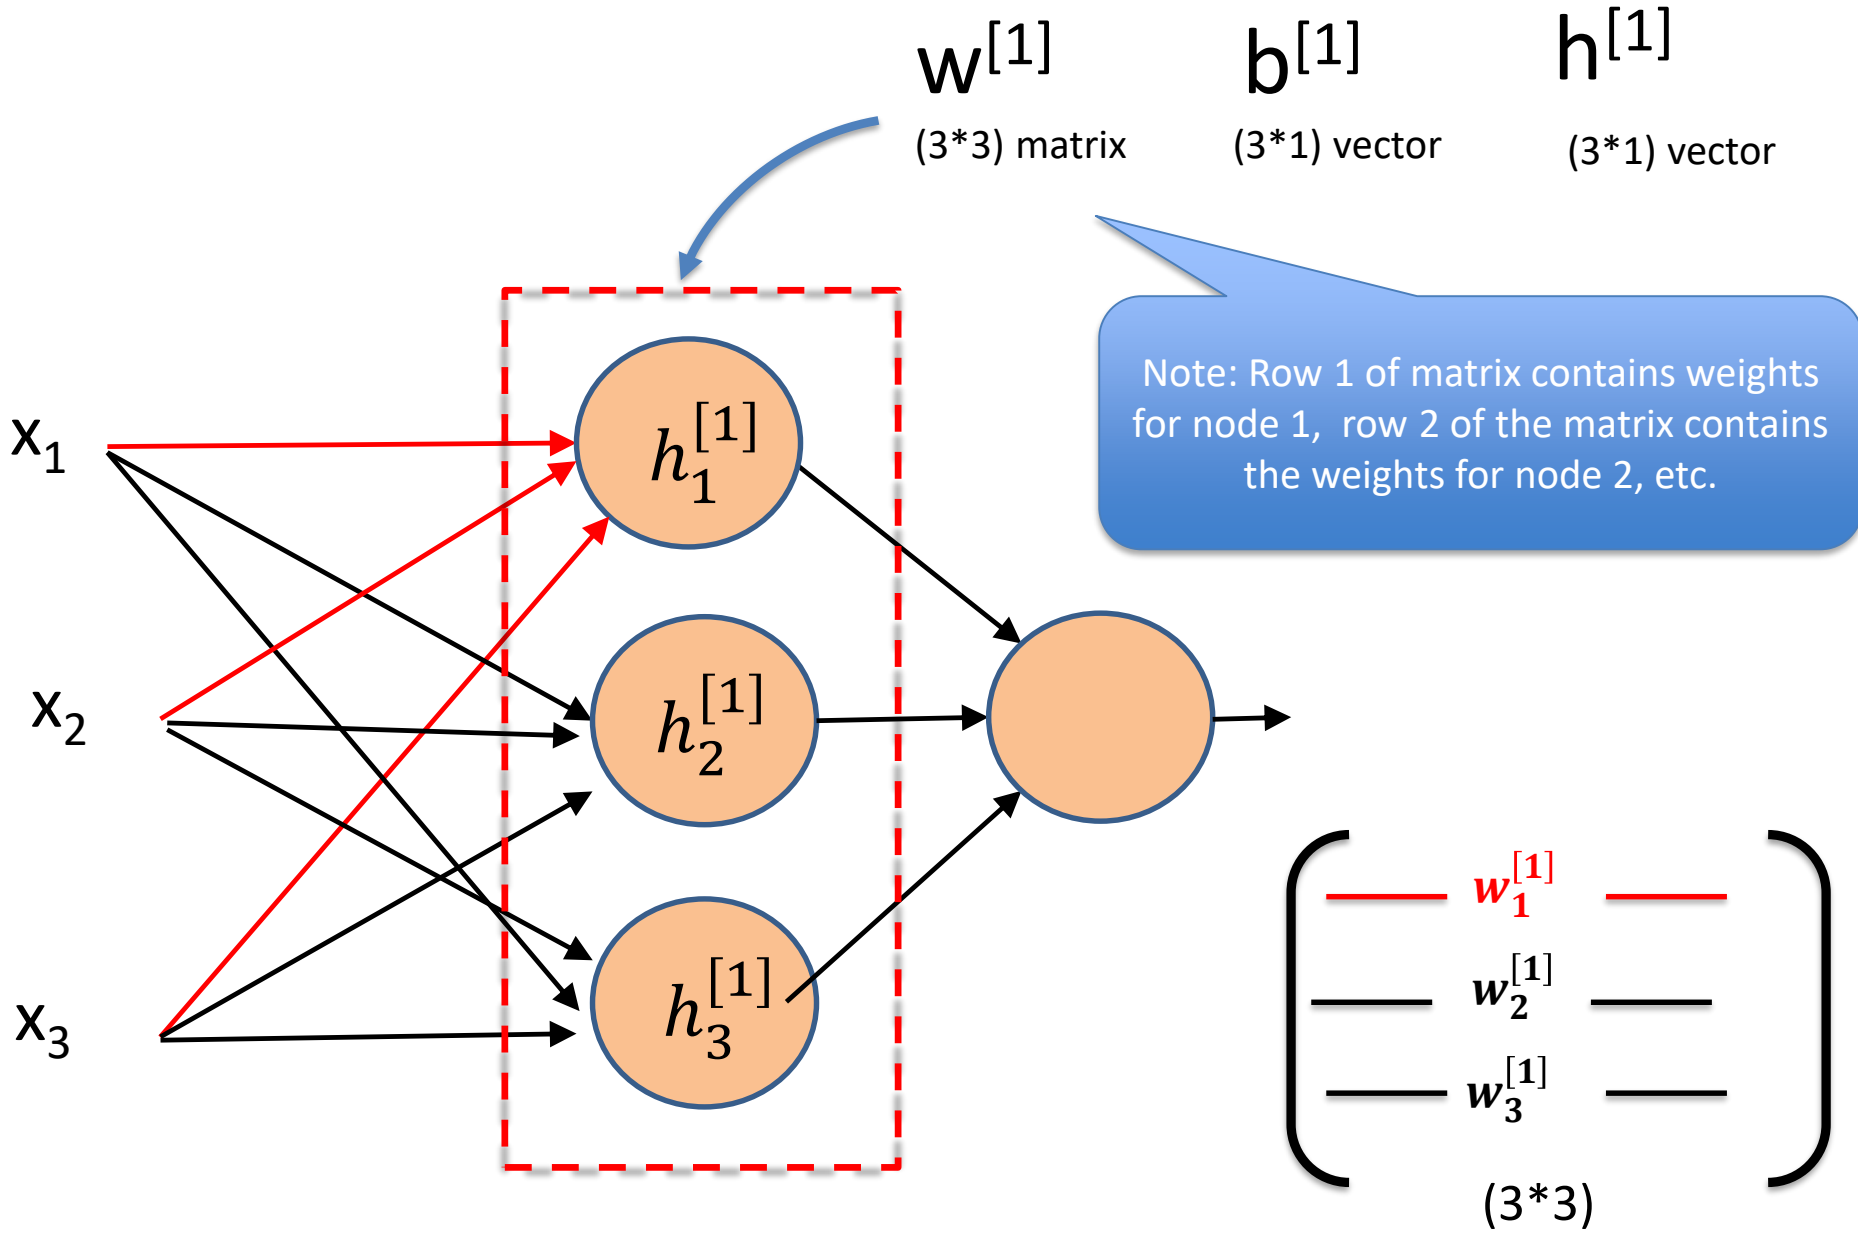 w[1] b[1] h[1]
(3*3) matrix (3*1) vector (3*1) vector
Note: Row 1 of matrix contains weights
for node 1, row 2 of the matrix contains
the weights for node 2, etc.
x₁
h₁[1]
x₂
h₂[1]
x₃
h₃[1]
w₁[1]
w₂[1]
w₃[1]
(3*3)